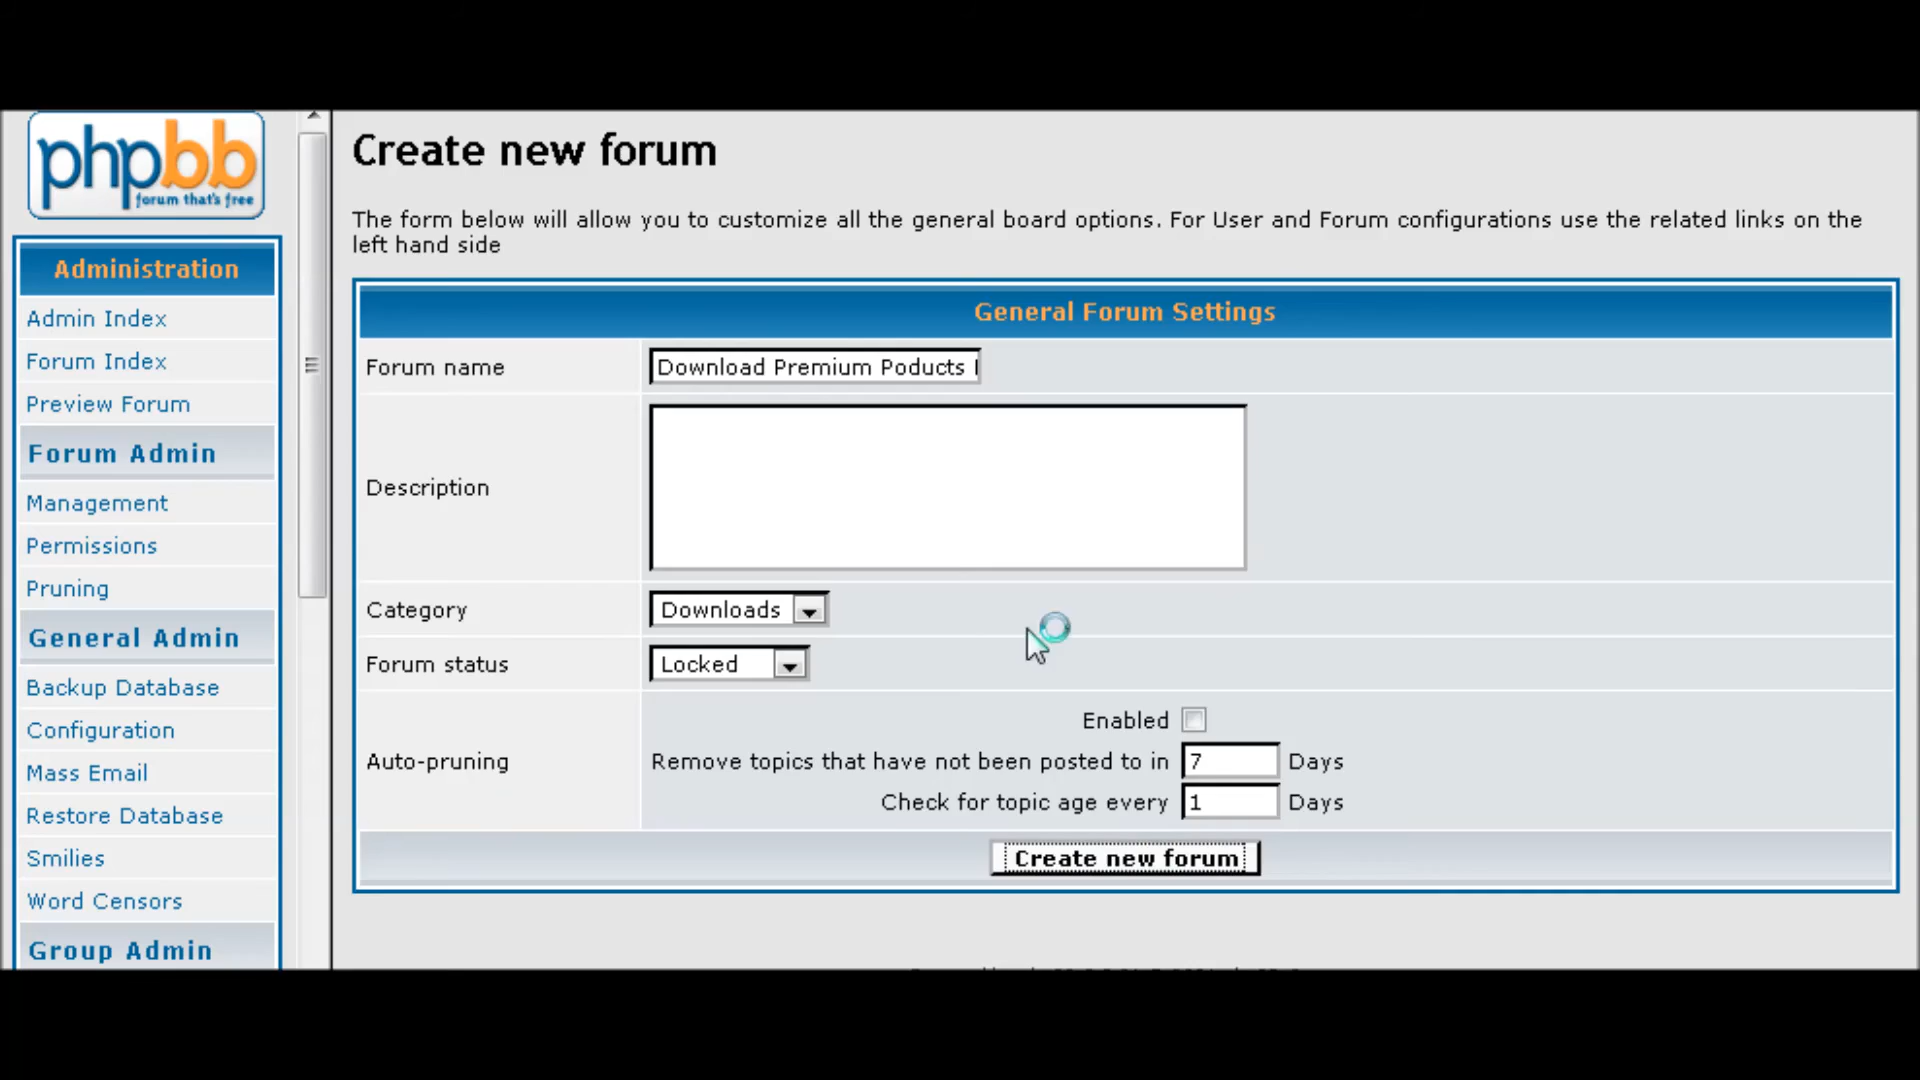 phpbb
forum that's free
Administration
Admin Index
Forum Index
Preview Forum
Forum Admin
Management
Permissions
Pruning
General Admin
Backup Database
Configuration
Mass Email
Restore Database
Smilies
Word Censors
Group Admin
Create new forum
The form below will allow you to customize all the general board options. For User and Forum configurations use the related links on the
left hand side
General Forum Settings
Forum name Download Premium Poducts
Description
Category Downloads
Forum status Locked
Auto-pruning
Enabled
Remove topics that have not been posted to in 7 Days
Check for topic age every 1 Days
Create new forum